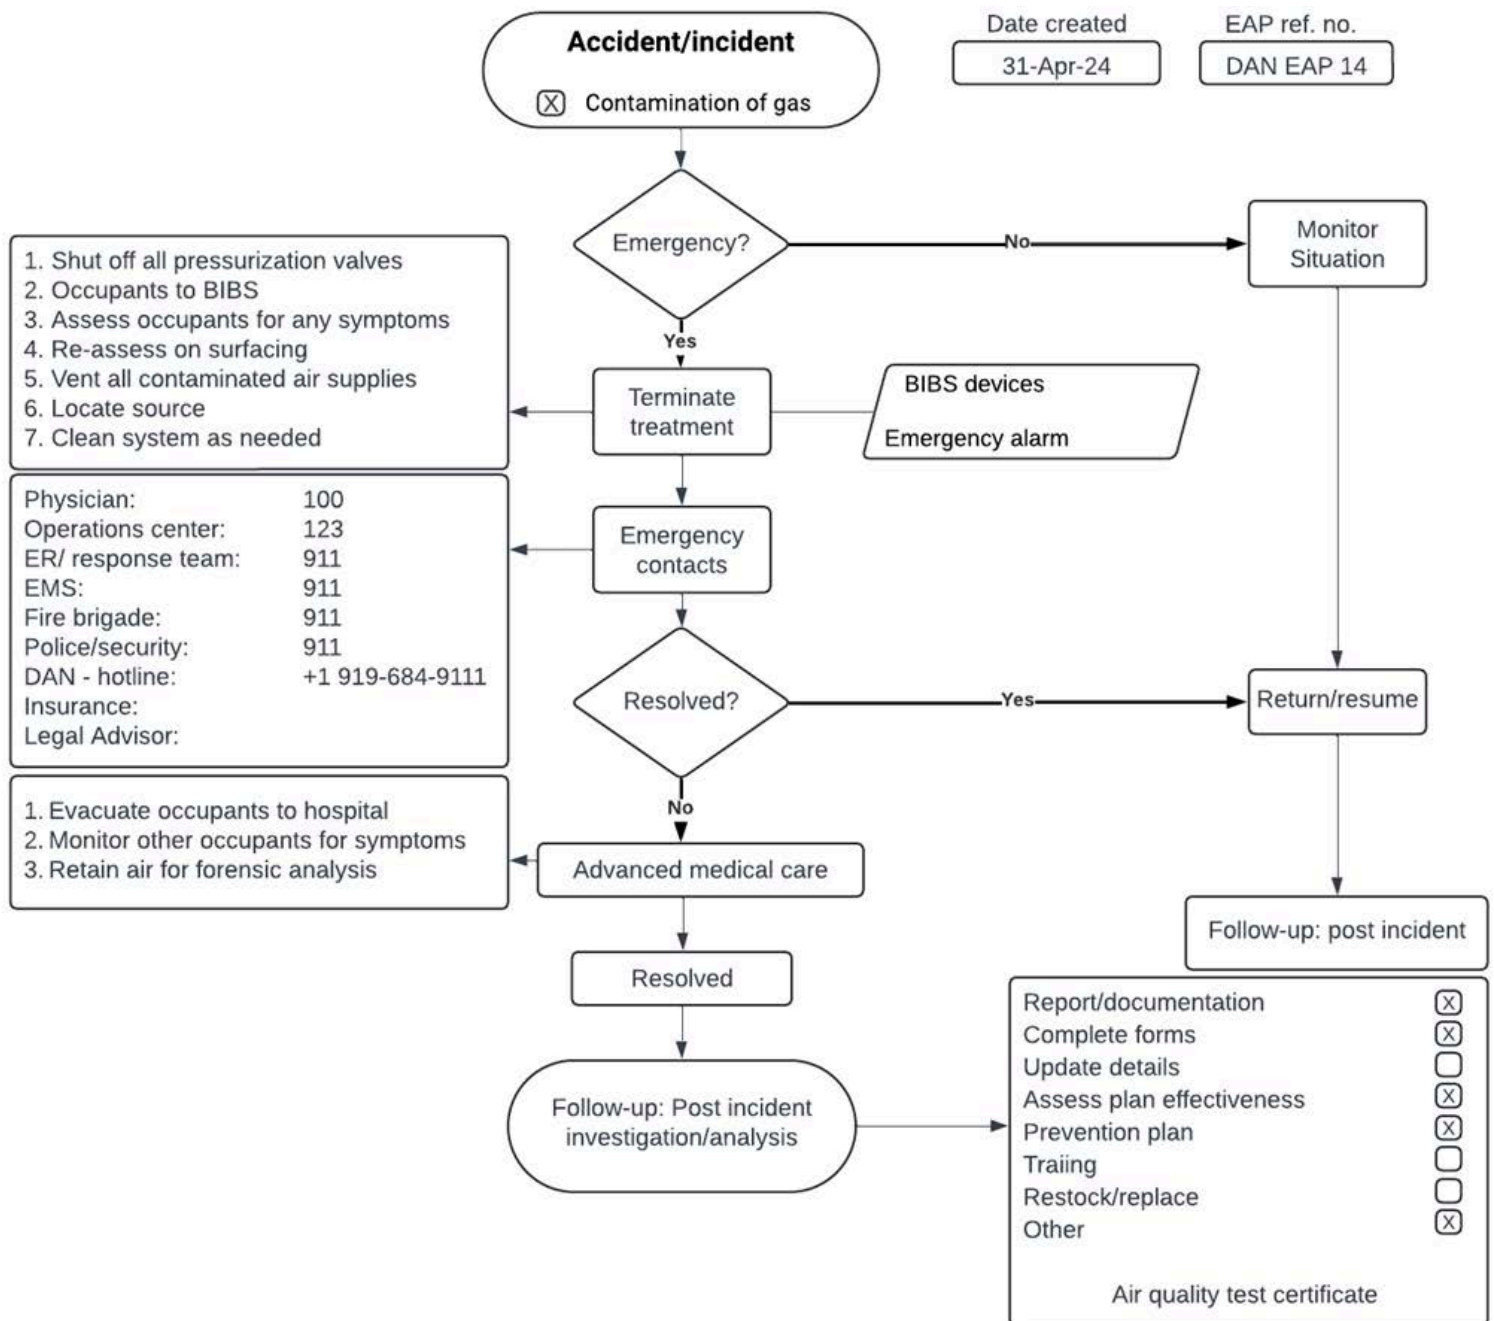 Accident/incident
X Contamination of gas
Date created
31-Apr-24
EAP ref. no.
DAN EAP 14
Emergency?
No
Monitor
Situation
Yes
1. Shut off all pressurization valves
2. Occupants to BIBS
3. Assess occupants for any symptoms
4. Re-assess on surfacing
5. Vent all contaminated air supplies
6. Locate source
7. Clean system as needed
Terminate
treatment
BIBS devices
Emergency alarm
Physician: 100
Operations center: 123
ER/ response team: 911
EMS: 911
Fire brigade: 911
Police/security: 911
DAN - hotline: +1 919-684-9111
Insurance:
Legal Advisor:
Emergency
contacts
Resolved?
Yes
Return/resume
No
1. Evacuate occupants to hospital
2. Monitor other occupants for symptoms
3. Retain air for forensic analysis
Advanced medical care
Resolved
Follow-up: Post incident
investigation/analysis
Follow-up: post incident
Report/documentation X
Complete forms X
Update details
Assess plan effectiveness X
Prevention plan X
Traiing
Restock/replace
Other X
Air quality test certificate